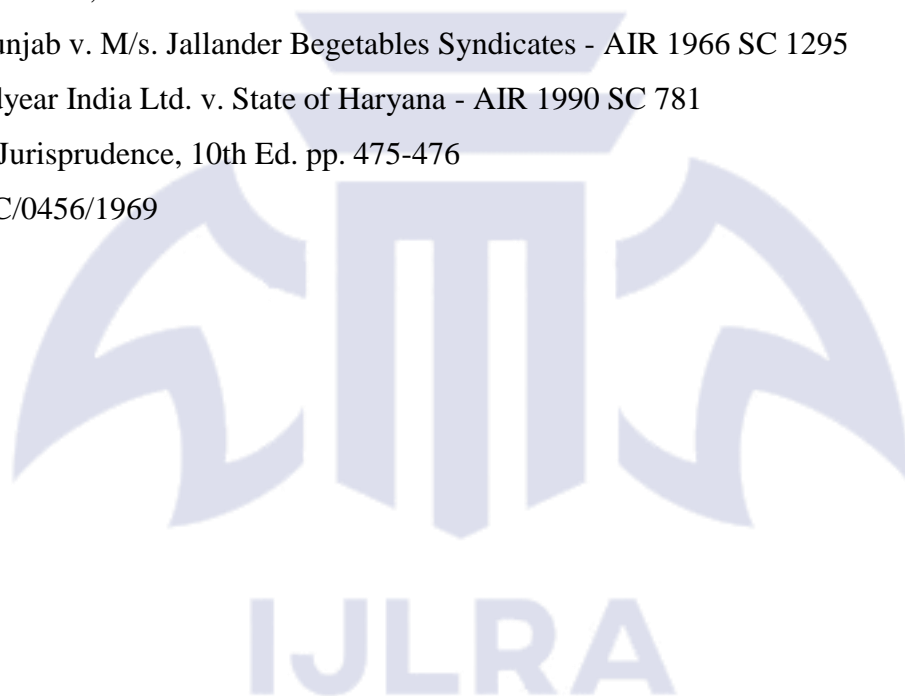 unjab v. M/s. Jallander Begetables Syndicates - AIR 1966 SC 1295
dyear India Ltd. v. State of Haryana - AIR 1990 SC 781
Jurisprudence, 10th Ed. pp. 475-476
C/0456/1969
IJLRA